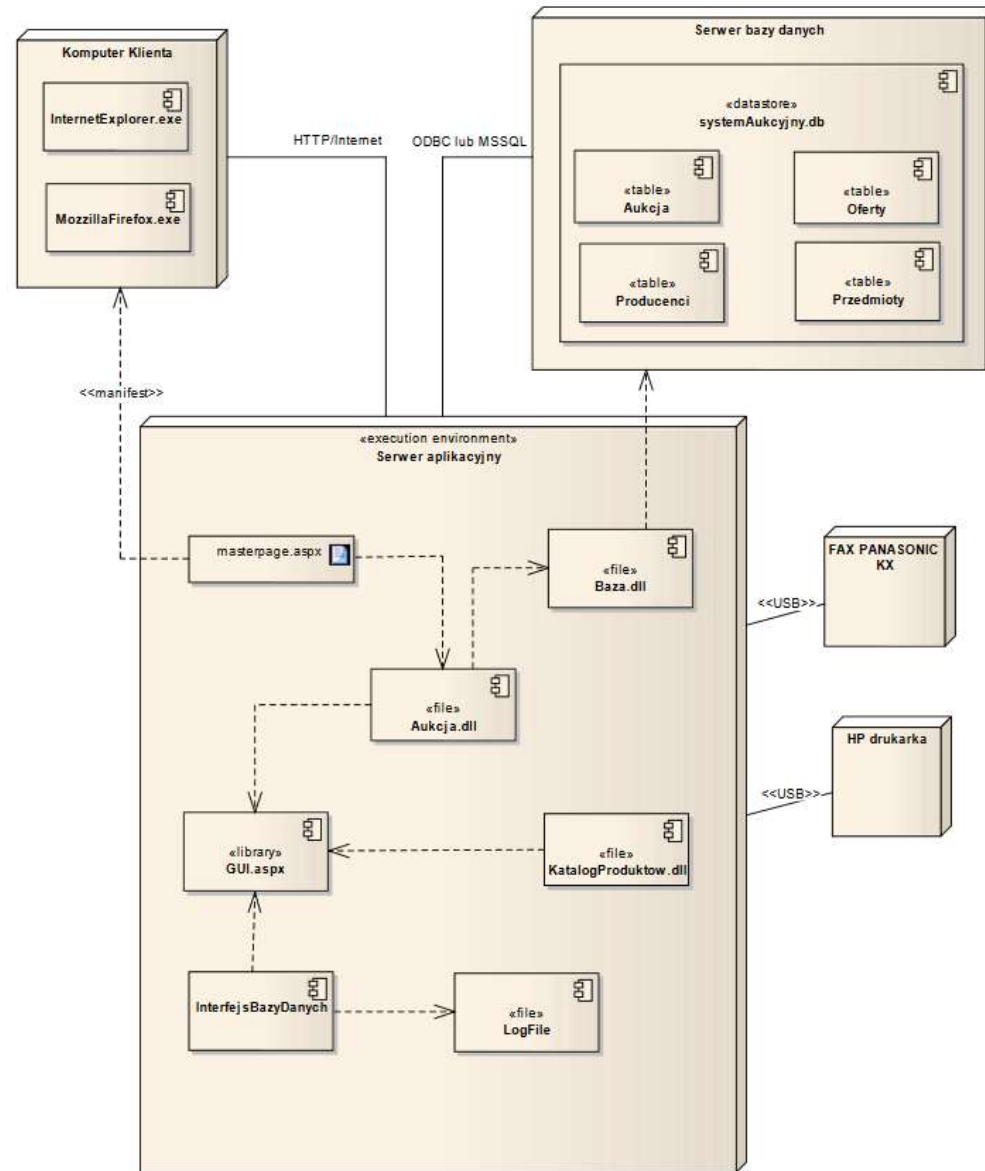 Komputer Klienta
InternetExplorer.exe
MozzillaFirefox.exe
HTTP/Internet
ODBC lub MSSQL
Serwer bazy danych
«datastore»
systemAukcyjny.db
«table»
Aukcja
«table»
Oferty
«table»
Producenci
«table»
Przedmioty
<<manifest>>
«execution environment»
Serwer aplikacyjny
masterpage.aspx
«file»
Baza.dll
«file»
Aukcja.dll
«library»
GUI.aspx
«file»
KatalogProduktow.dll
InterfejsBazyDanych
«file»
LogFile
<<USB>>
FAX PANASONIC
KX
<<USB>>
HP drukarka